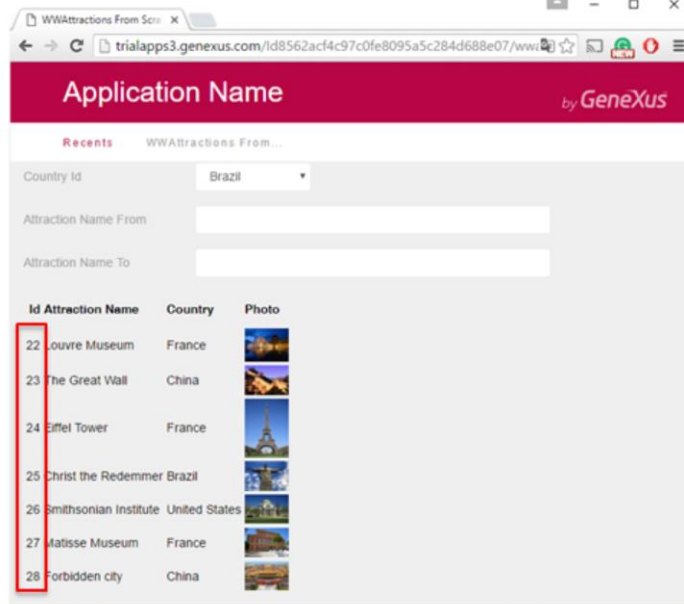 WWAttractions From Scra
trialapps3.genexus.com/Id8562acf4c97c0fe8095a5c284d688e07/wwa
Application Name
by GeneXus
Recents WWAttractions From...
Country Id Brazil
Attraction Name From
Attraction Name To
Id Attraction Name Country Photo
22 Louvre Museum France
23 The Great Wall China
24 Eiffel Tower France
25 Christ the Redemmer Brazil
26 Smithsonian Institute United States
27 Matisse Museum France
28 Forbidden city China